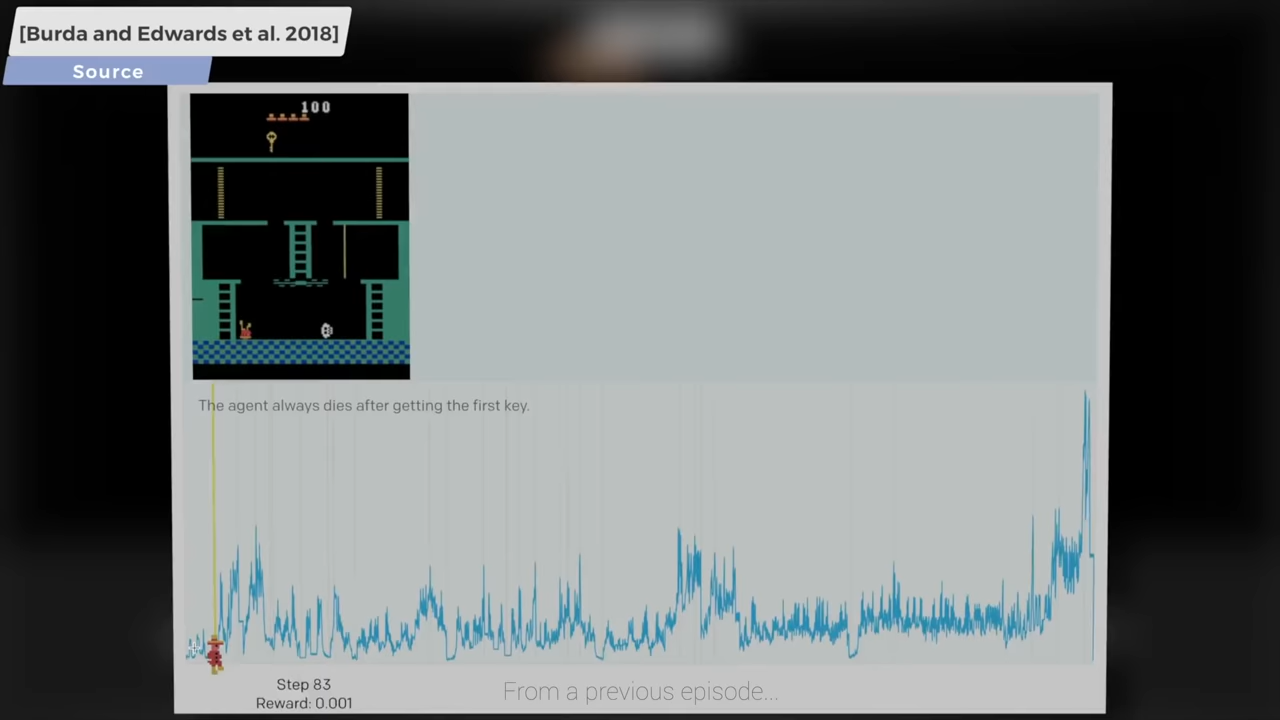 [Burda and Edwards et al. 2018]
Source
100
The agent always dies after getting the first key.
Step 83
Reward: 0.001
From a previous episode...